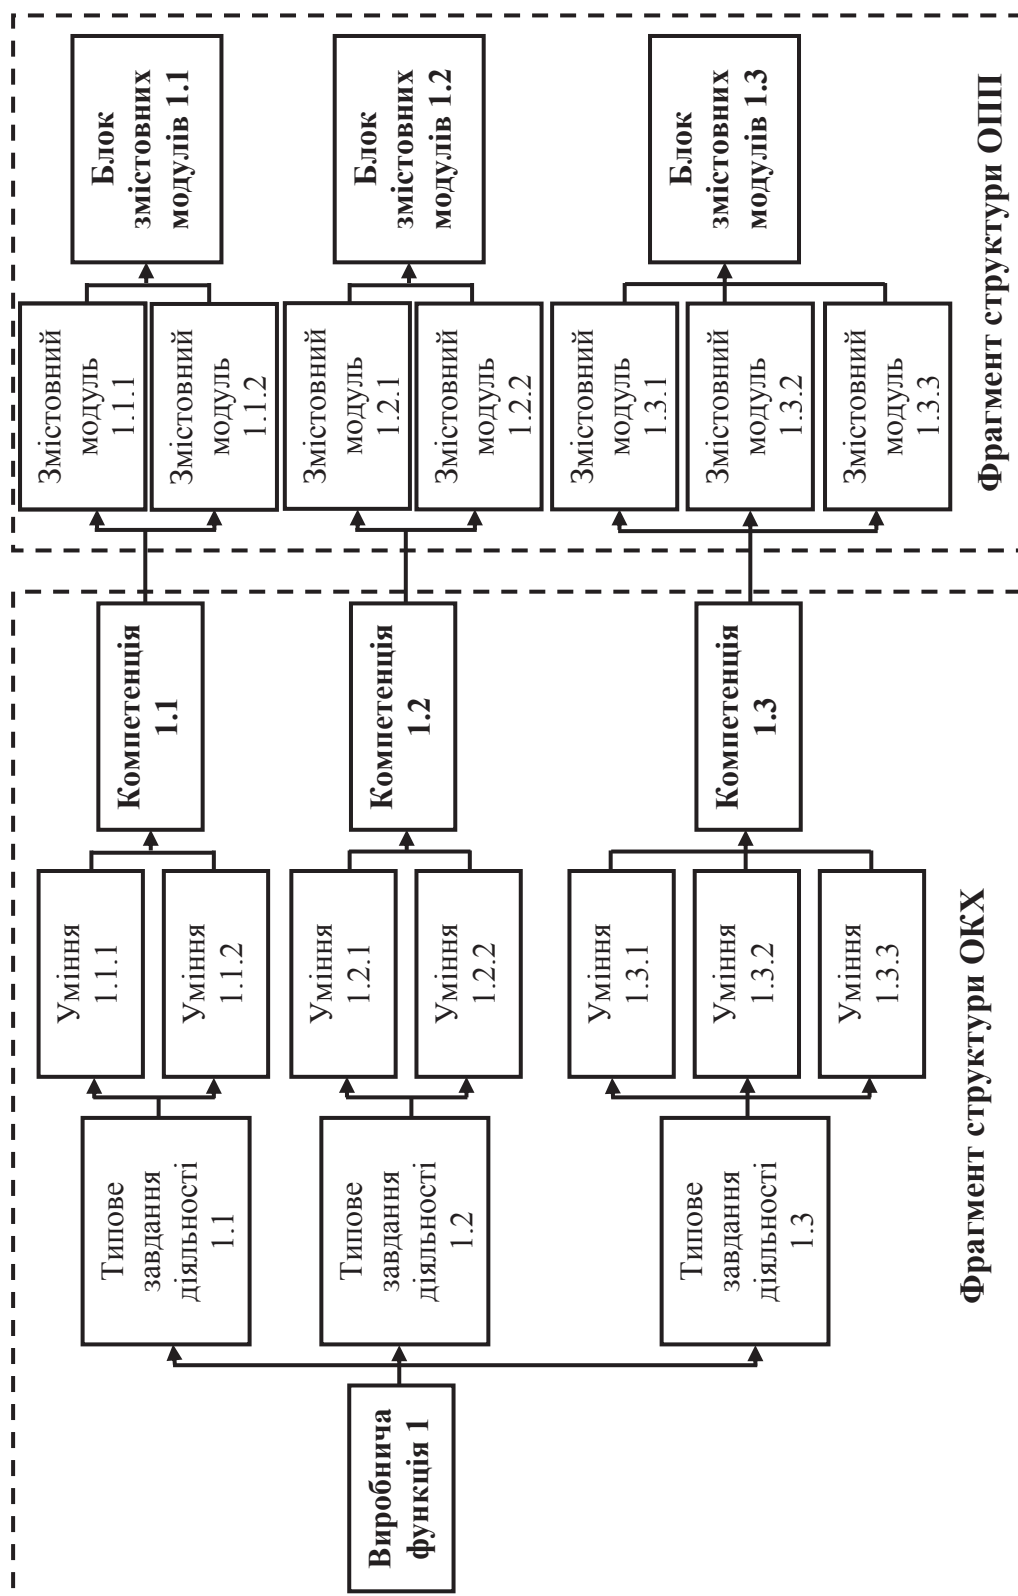 Виробнича
функція 1
Типове
завдання
діяльності
1.1
Типове
завдання
діяльності
1.2
Типове
завдання
діяльності
1.3
Уміння
1.1.1
Уміння
1.1.2
Уміння
1.2.1
Уміння
1.2.2
Уміння
1.3.1
Уміння
1.3.2
Уміння
1.3.3
Компетенція
1.1
Компетенція
1.2
Компетенція
1.3
Фрагмент структури ОКХ
Змістовний
модуль
1.1.1
Змістовний
модуль
1.1.2
Змістовний
модуль
1.2.1
Змістовний
модуль
1.2.2
Змістовний
модуль
1.3.1
Змістовний
модуль
1.3.2
Змістовний
модуль
1.3.3
Блок
змістовних
модулів 1.1
Блок
змістовних
модулів 1.2
Блок
змістовних
модулів 1.3
Фрагмент структури ОПП